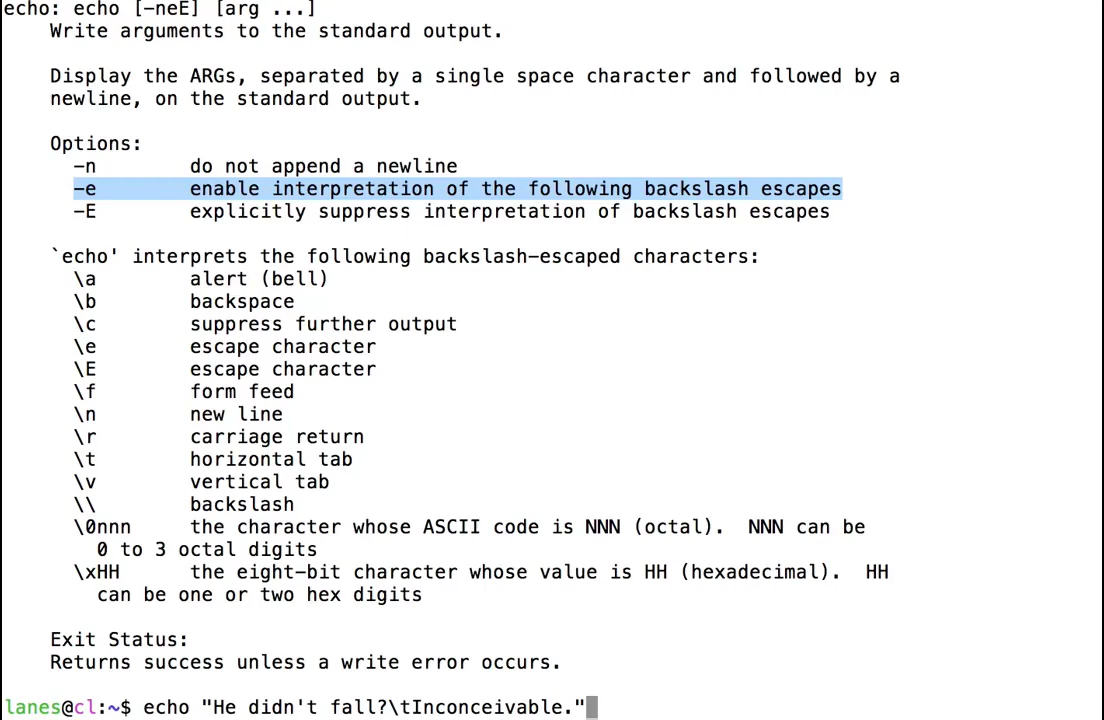 echo: echo [-neE] [arg ...]
Write arguments to the standard output.
Display the ARGs, separated by a single space character and followed by a
newline, on the standard output.
Options:
-n        do not append a newline
-e        enable interpretation of the following backslash escapes
-E        explicitly suppress interpretation of backslash escapes
`echo' interprets the following backslash-escaped characters:
\a        alert (bell)
\b        backspace
\c        suppress further output
\e        escape character
\E        escape character
\f        form feed
\n        new line
\r        carriage return
\t        horizontal tab
\v        vertical tab
\\        backslash
\0nnn     the character whose ASCII code is NNN (octal).  NNN can be
0 to 3 octal digits
\xHH      the eight-bit character whose value is HH (hexadecimal).  HH
can be one or two hex digits
Exit Status:
Returns success unless a write error occurs.
lanes@cl:~$ echo "He didn't fall?\tInconceivable."